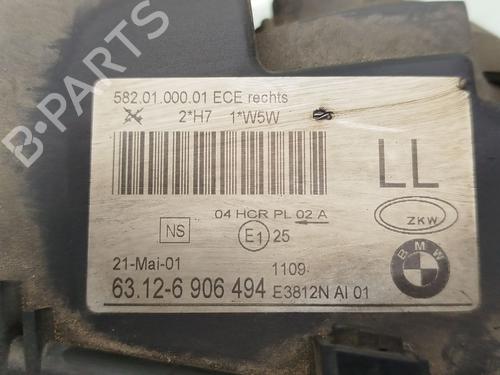 582.01.000.01 ECE rechts
2*H7 1*W5W
LL
04 HCR PL 02 A
ZKW
NS
E1 25
BMW
21-Mai-01 1109
63.12-6 906 494 E3812N AI 01
B-PARTS